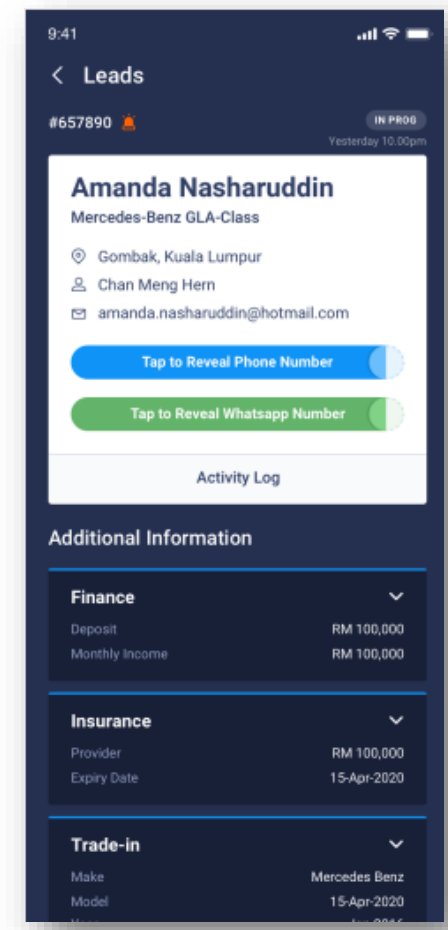 9:41
Leads
#657890 IN PROG
Yesterday 10.00pm
Amanda Nasharuddin
Mercedes-Benz GLA-Class
Gombak, Kuala Lumpur
Chan Meng Hern
amanda.nasharuddin@hotmail.com
Tap to Reveal Phone Number
Tap to Reveal Whatsapp Number
Activity Log
Additional Information
Finance
Deposit RM 100,000
Monthly Income RM 100,000
Insurance
Provider RM 100,000
Expiry Date 15-Apr-2020
Trade-in
Make Mercedes Benz
Model 15-Apr-2020